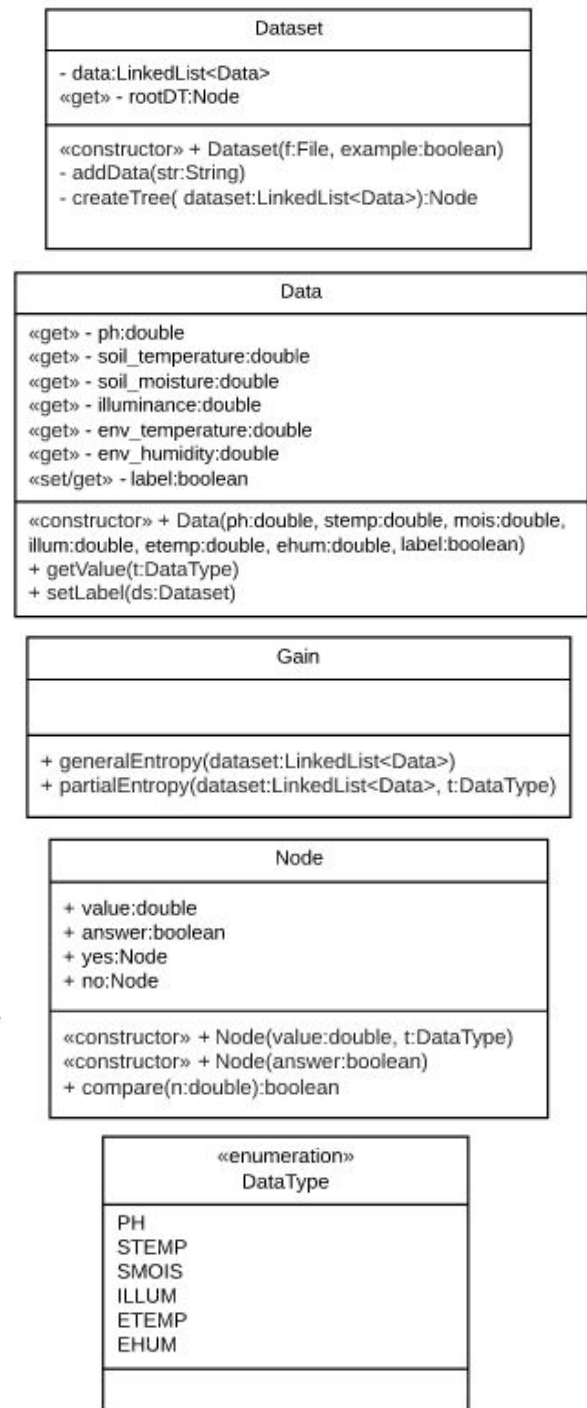 Dataset
- data:LinkedList<Data>
«get» - rootDT:Node
«constructor» + Dataset(f:File, example:boolean)
- addData(str:String)
- createTree( dataset:LinkedList<Data>):Node
Data
«get» - ph:double
«get» - soil_temperature:double
«get» - soil_moisture:double
«get» - illuminance:double
«get» - env_temperature:double
«get» - env_humidity:double
«set/get» - label:boolean
«constructor» + Data(ph:double, stemp:double, mois:double,
illum:double, etemp:double, ehum:double, label:boolean)
+ getValue(t:DataType)
+ setLabel(ds:Dataset)
Gain
+ generalEntropy(dataset:LinkedList<Data>)
+ partialEntropy(dataset:LinkedList<Data>, t:DataType)
Node
+ value:double
+ answer:boolean
+ yes:Node
+ no:Node
«constructor» + Node(value:double, t:DataType)
«constructor» + Node(answer:boolean)
+ compare(n:double):boolean
«enumeration»
DataType
PH
STEMP
SMOIS
ILLUM
ETEMP
EHUM